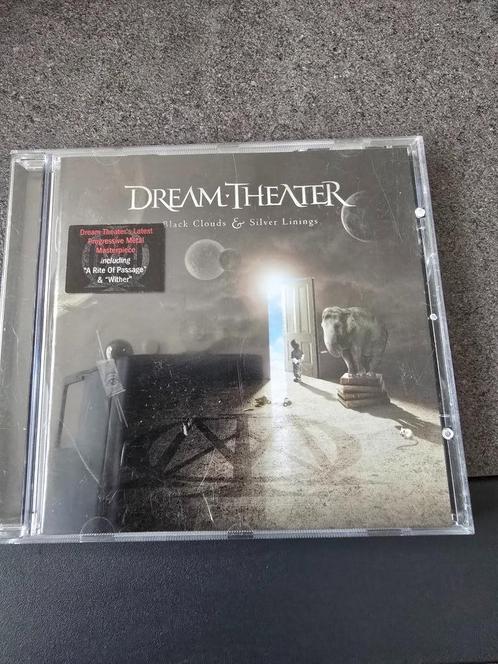 DREAM·THEATER
Black Clouds & Silver Linings
Dream Theater's Latest
Progressive Metal
Masterpiece
including
"A Rite Of Passage"
& "Wither"